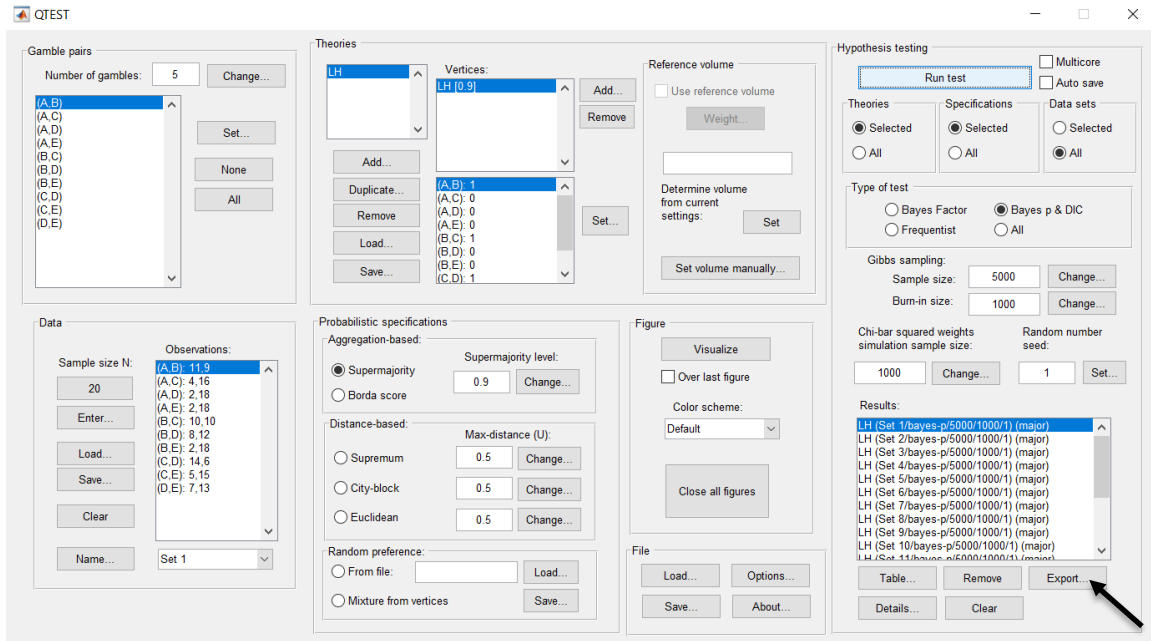 QTEST
Gamble pairs
Number of gambles: 5 Change...
(A,B)
(A,C)
(A,D)
(A,E)
(B,C)
(B,D)
(B,E)
(C,D)
(C,E)
(D,E)
Set...
None
All
Theories
LH
Vertices:
LH [0.9]
Add...
Remove
Add...
Duplicate...
Remove
Load...
Save...
(A,B): 1
(A,C): 0
(A,D): 0
(A,E): 0
(B,C): 1
(B,D): 0
(B,E): 0
(C,D): 1
Set...
Reference volume
Use reference volume
Weight...
Determine volume
from current
settings:
Set
Set volume manually...
Hypothesis testing
Run test
Multicore
Auto save
Theories
Selected
All
Specifications
Selected
All
Data sets
Selected
All
Type of test
Bayes Factor
Bayes p & DIC
Frequentist
All
Gibbs sampling:
Sample size: 5000 Change...
Burn-in size: 1000 Change...
Chi-bar squared weights
simulation sample size:
1000 Change...
Random number
seed:
1 Set...
Results:
LH (Set 1/bayes-p/5000/1000/1) (major)
LH (Set 2/bayes-p/5000/1000/1) (major)
LH (Set 3/bayes-p/5000/1000/1) (major)
LH (Set 4/bayes-p/5000/1000/1) (major)
LH (Set 5/bayes-p/5000/1000/1) (major)
LH (Set 6/bayes-p/5000/1000/1) (major)
LH (Set 7/bayes-p/5000/1000/1) (major)
LH (Set 8/bayes-p/5000/1000/1) (major)
LH (Set 9/bayes-p/5000/1000/1) (major)
LH (Set 10/bayes-p/5000/1000/1) (major)
LH (Set 11/bayes-p/5000/1000/1) (major)
Table... Remove Export...
Details... Clear
Data
Sample size N:
20
Enter...
Load...
Save...
Clear
Name...
Observations:
(A,B): 11,9
(A,C): 4,16
(A,D): 2,18
(A,E): 2,18
(B,C): 10,10
(B,D): 8,12
(B,E): 2,18
(C,D): 14,6
(C,E): 5,15
(D,E): 7,13
Set 1
Probabilistic specifications
Aggregation-based:
Supermajority
Borda score
Supermajority level:
0.9 Change...
Distance-based:
Max-distance (U):
Supremum 0.5 Change...
City-block 0.5 Change...
Euclidean 0.5 Change...
Random preference:
From file: Load...
Mixture from vertices Save...
Figure
Visualize
Over last figure
Color scheme:
Default
Close all figures
File
Load... Options...
Save... About...